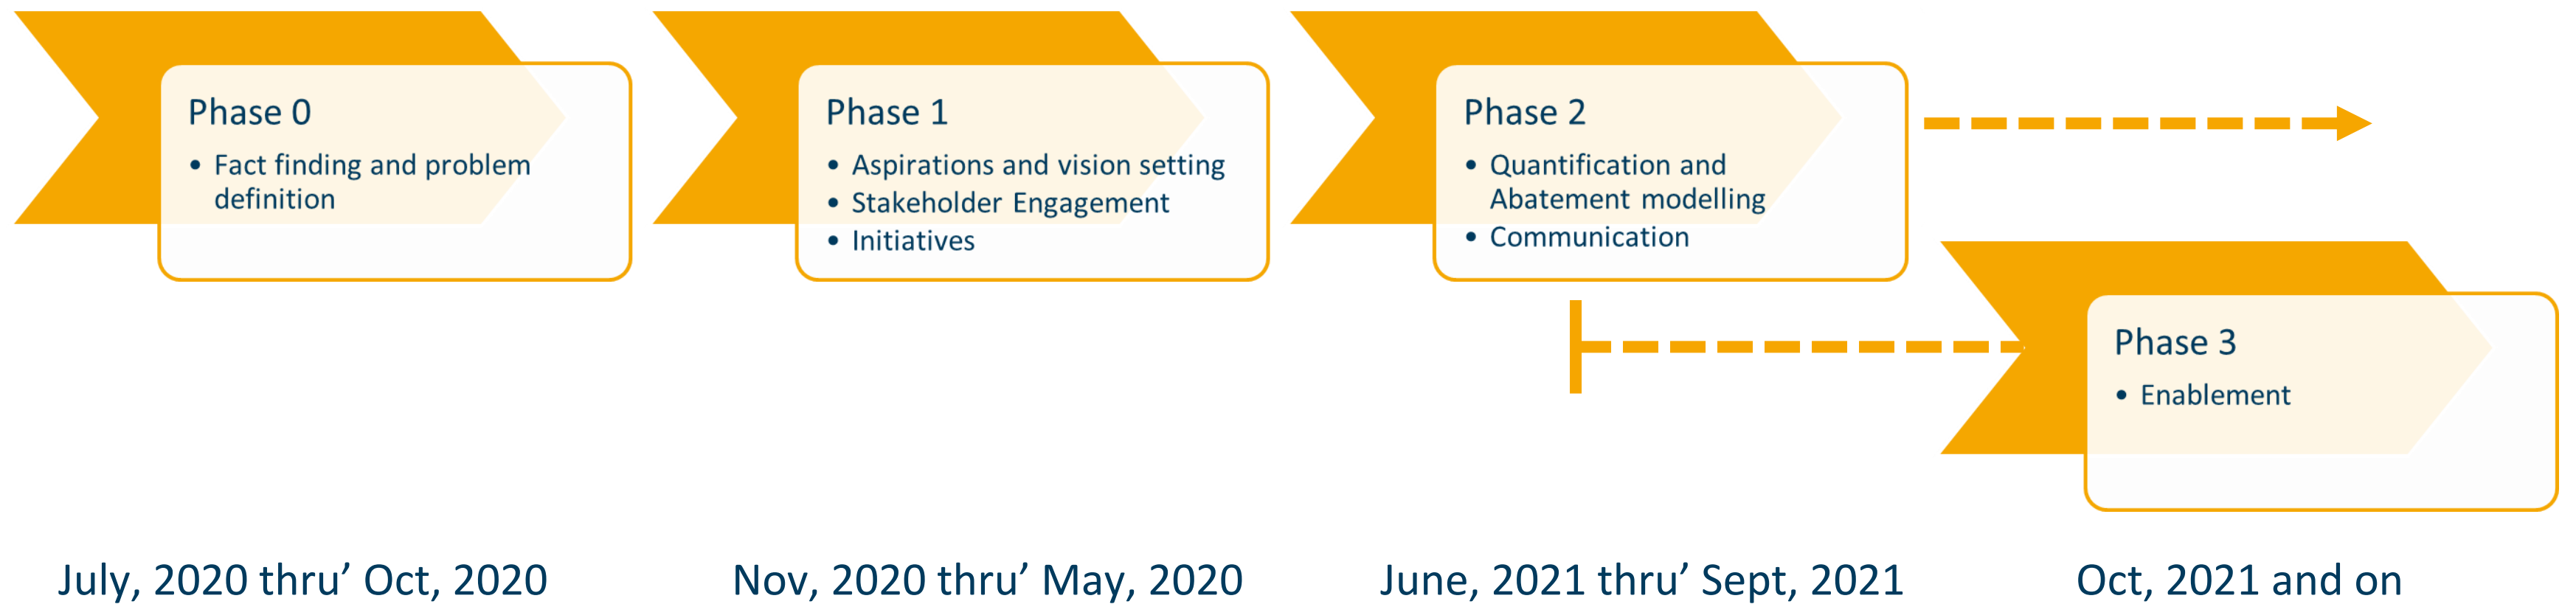 Phase 0
• Fact finding and problem
definition
Phase 1
• Aspirations and vision setting
• Stakeholder Engagement
• Initiatives
Phase 2
• Quantification and
Abatement modelling
• Communication
Phase 3
• Enablement
July, 2020 thru’ Oct, 2020
Nov, 2020 thru’ May, 2020
June, 2021 thru’ Sept, 2021
Oct, 2021 and on